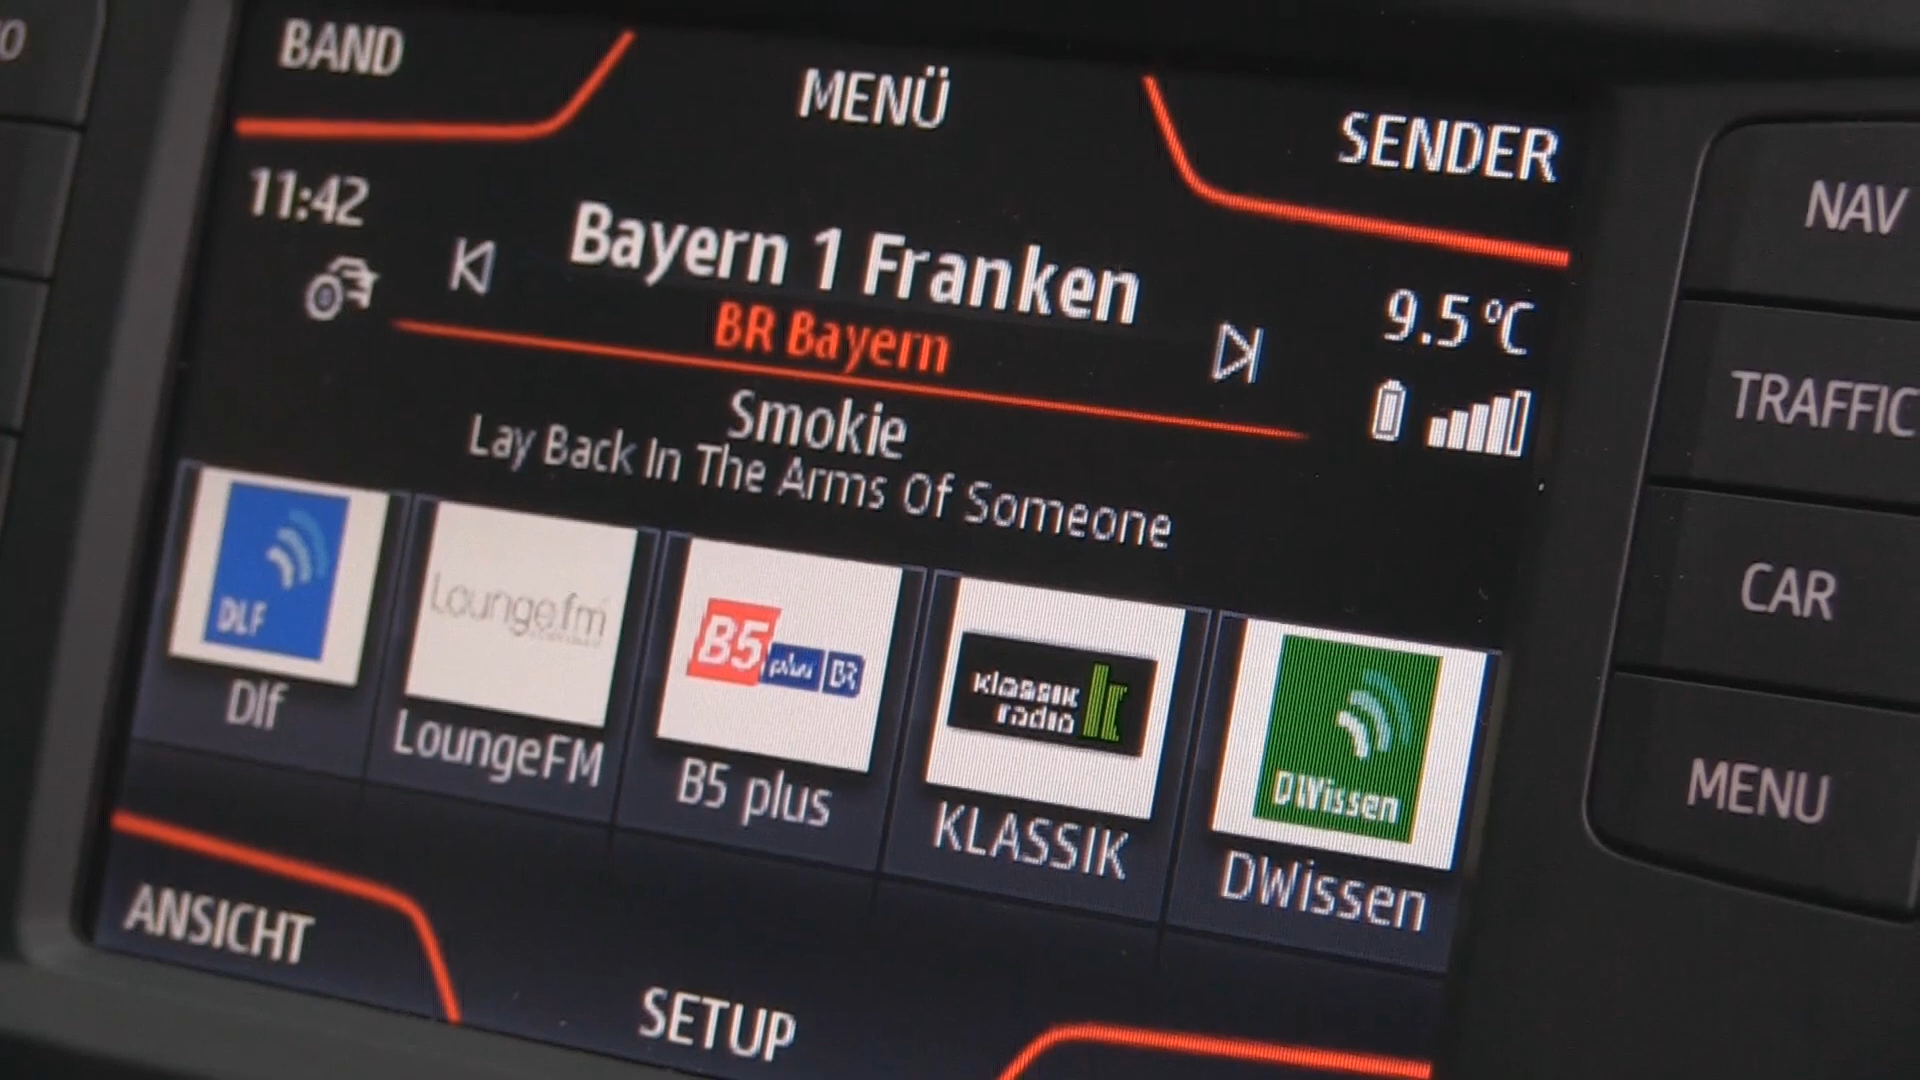 BAND
MENÜ
SENDER
11:42
Bayern 1 Franken
BR Bayern
9.5 °C
Smokie
Lay Back In The Arms Of Someone
DLF
Lounge.fm
B5 plus BR
klassik radio
DWissen
Dlf
LoungeFM
B5 plus
KLASSIK
DWissen
ANSICHT
SETUP
NAV
TRAFFIC
CAR
MENU